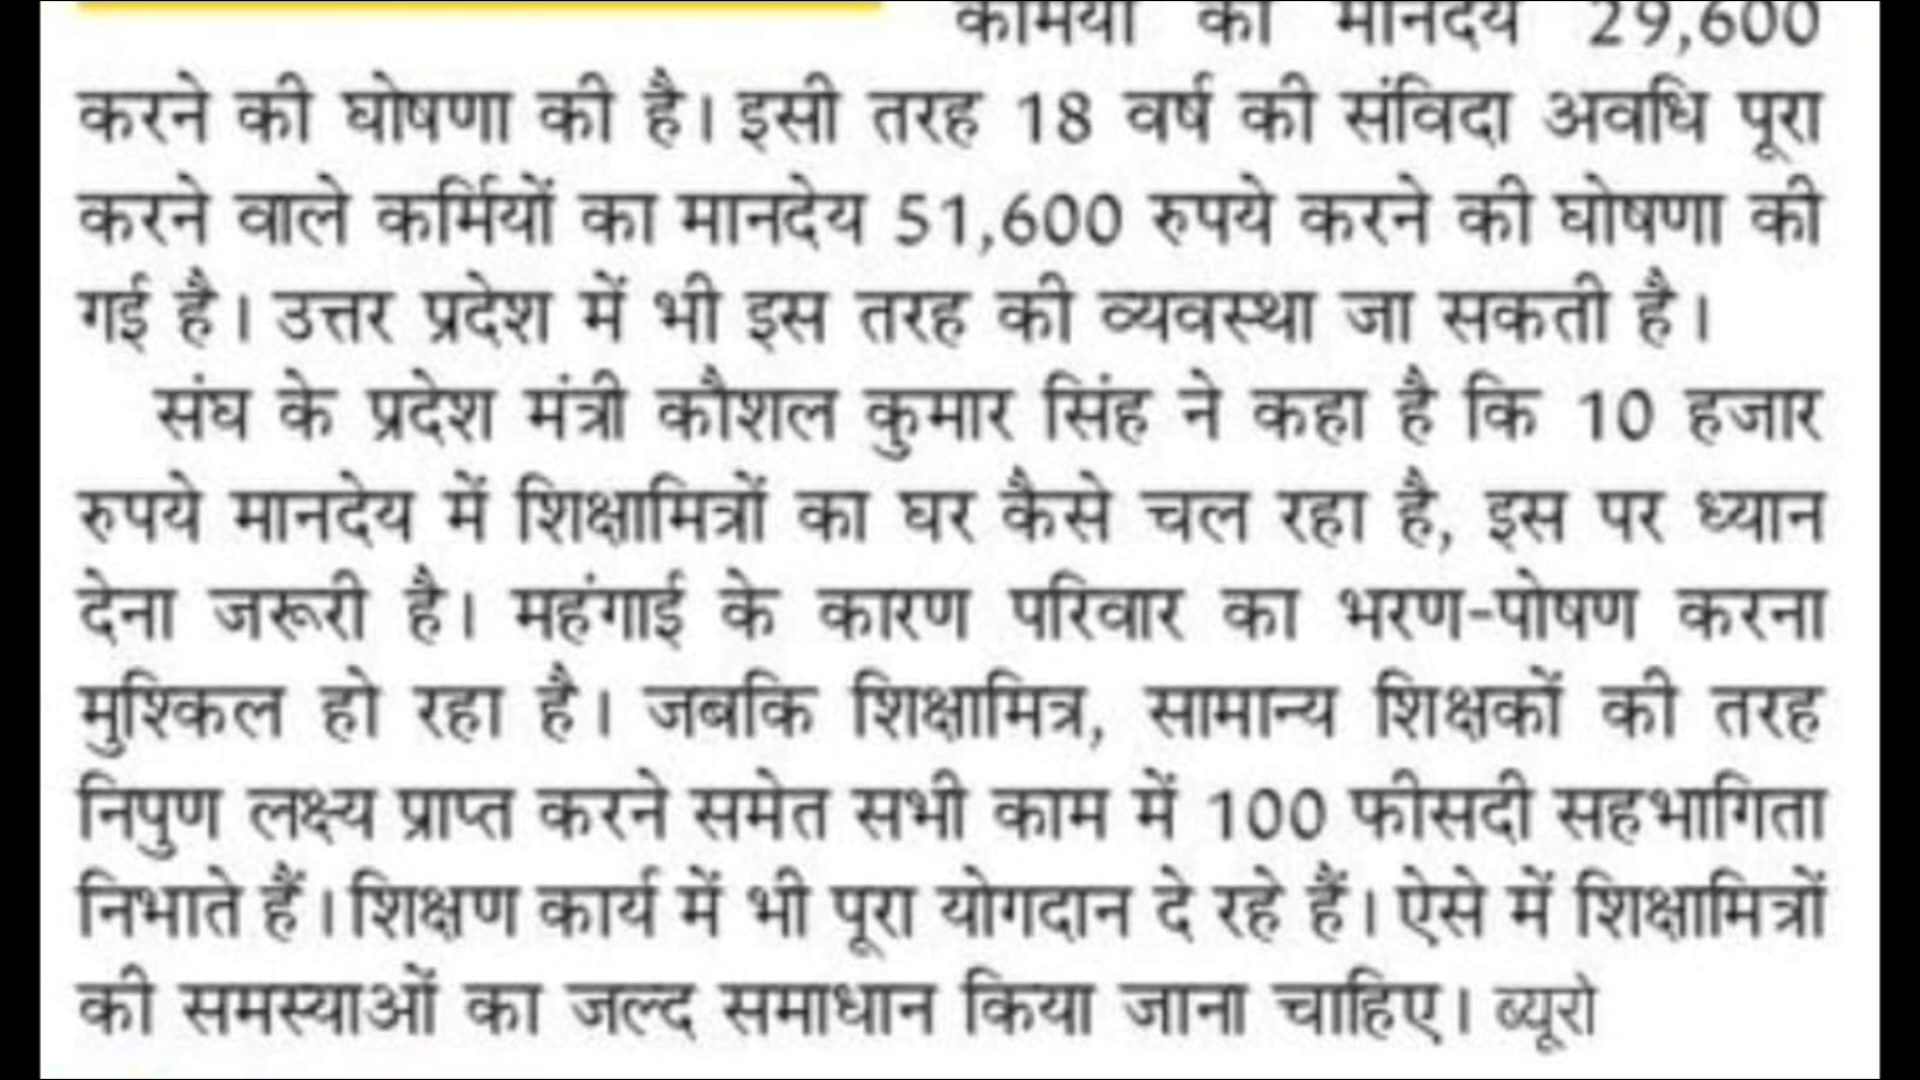 कर्मियों का मानदेय 29,600
करने की घोषणा की है। इसी तरह 18 वर्ष की संविदा अवधि पूरा
करने वाले कर्मियों का मानदेय 51,600 रुपये करने की घोषणा की
गई है। उत्तर प्रदेश में भी इस तरह की व्यवस्था जा सकती है।
संघ के प्रदेश मंत्री कौशल कुमार सिंह ने कहा है कि 10 हजार
रुपये मानदेय में शिक्षामित्रों का घर कैसे चल रहा है, इस पर ध्यान
देना जरूरी है। महंगाई के कारण परिवार का भरण-पोषण करना
मुश्किल हो रहा है। जबकि शिक्षामित्र, सामान्य शिक्षकों की तरह
निपुण लक्ष्य प्राप्त करने समेत सभी काम में 100 फीसदी सहभागिता
निभाते हैं। शिक्षण कार्य में भी पूरा योगदान दे रहे हैं। ऐसे में शिक्षामित्रों
की समस्याओं का जल्द समाधान किया जाना चाहिए। ब्यूरो